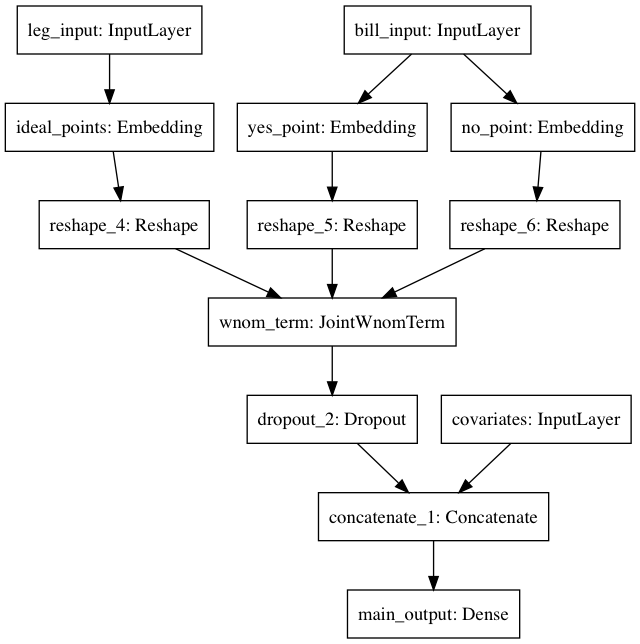 leg_input: InputLayer
bill_input: InputLayer
ideal_points: Embedding
yes_point: Embedding
no_point: Embedding
reshape_4: Reshape
reshape_5: Reshape
reshape_6: Reshape
wnom_term: JointWnomTerm
dropout_2: Dropout
covariates: InputLayer
concatenate_1: Concatenate
main_output: Dense